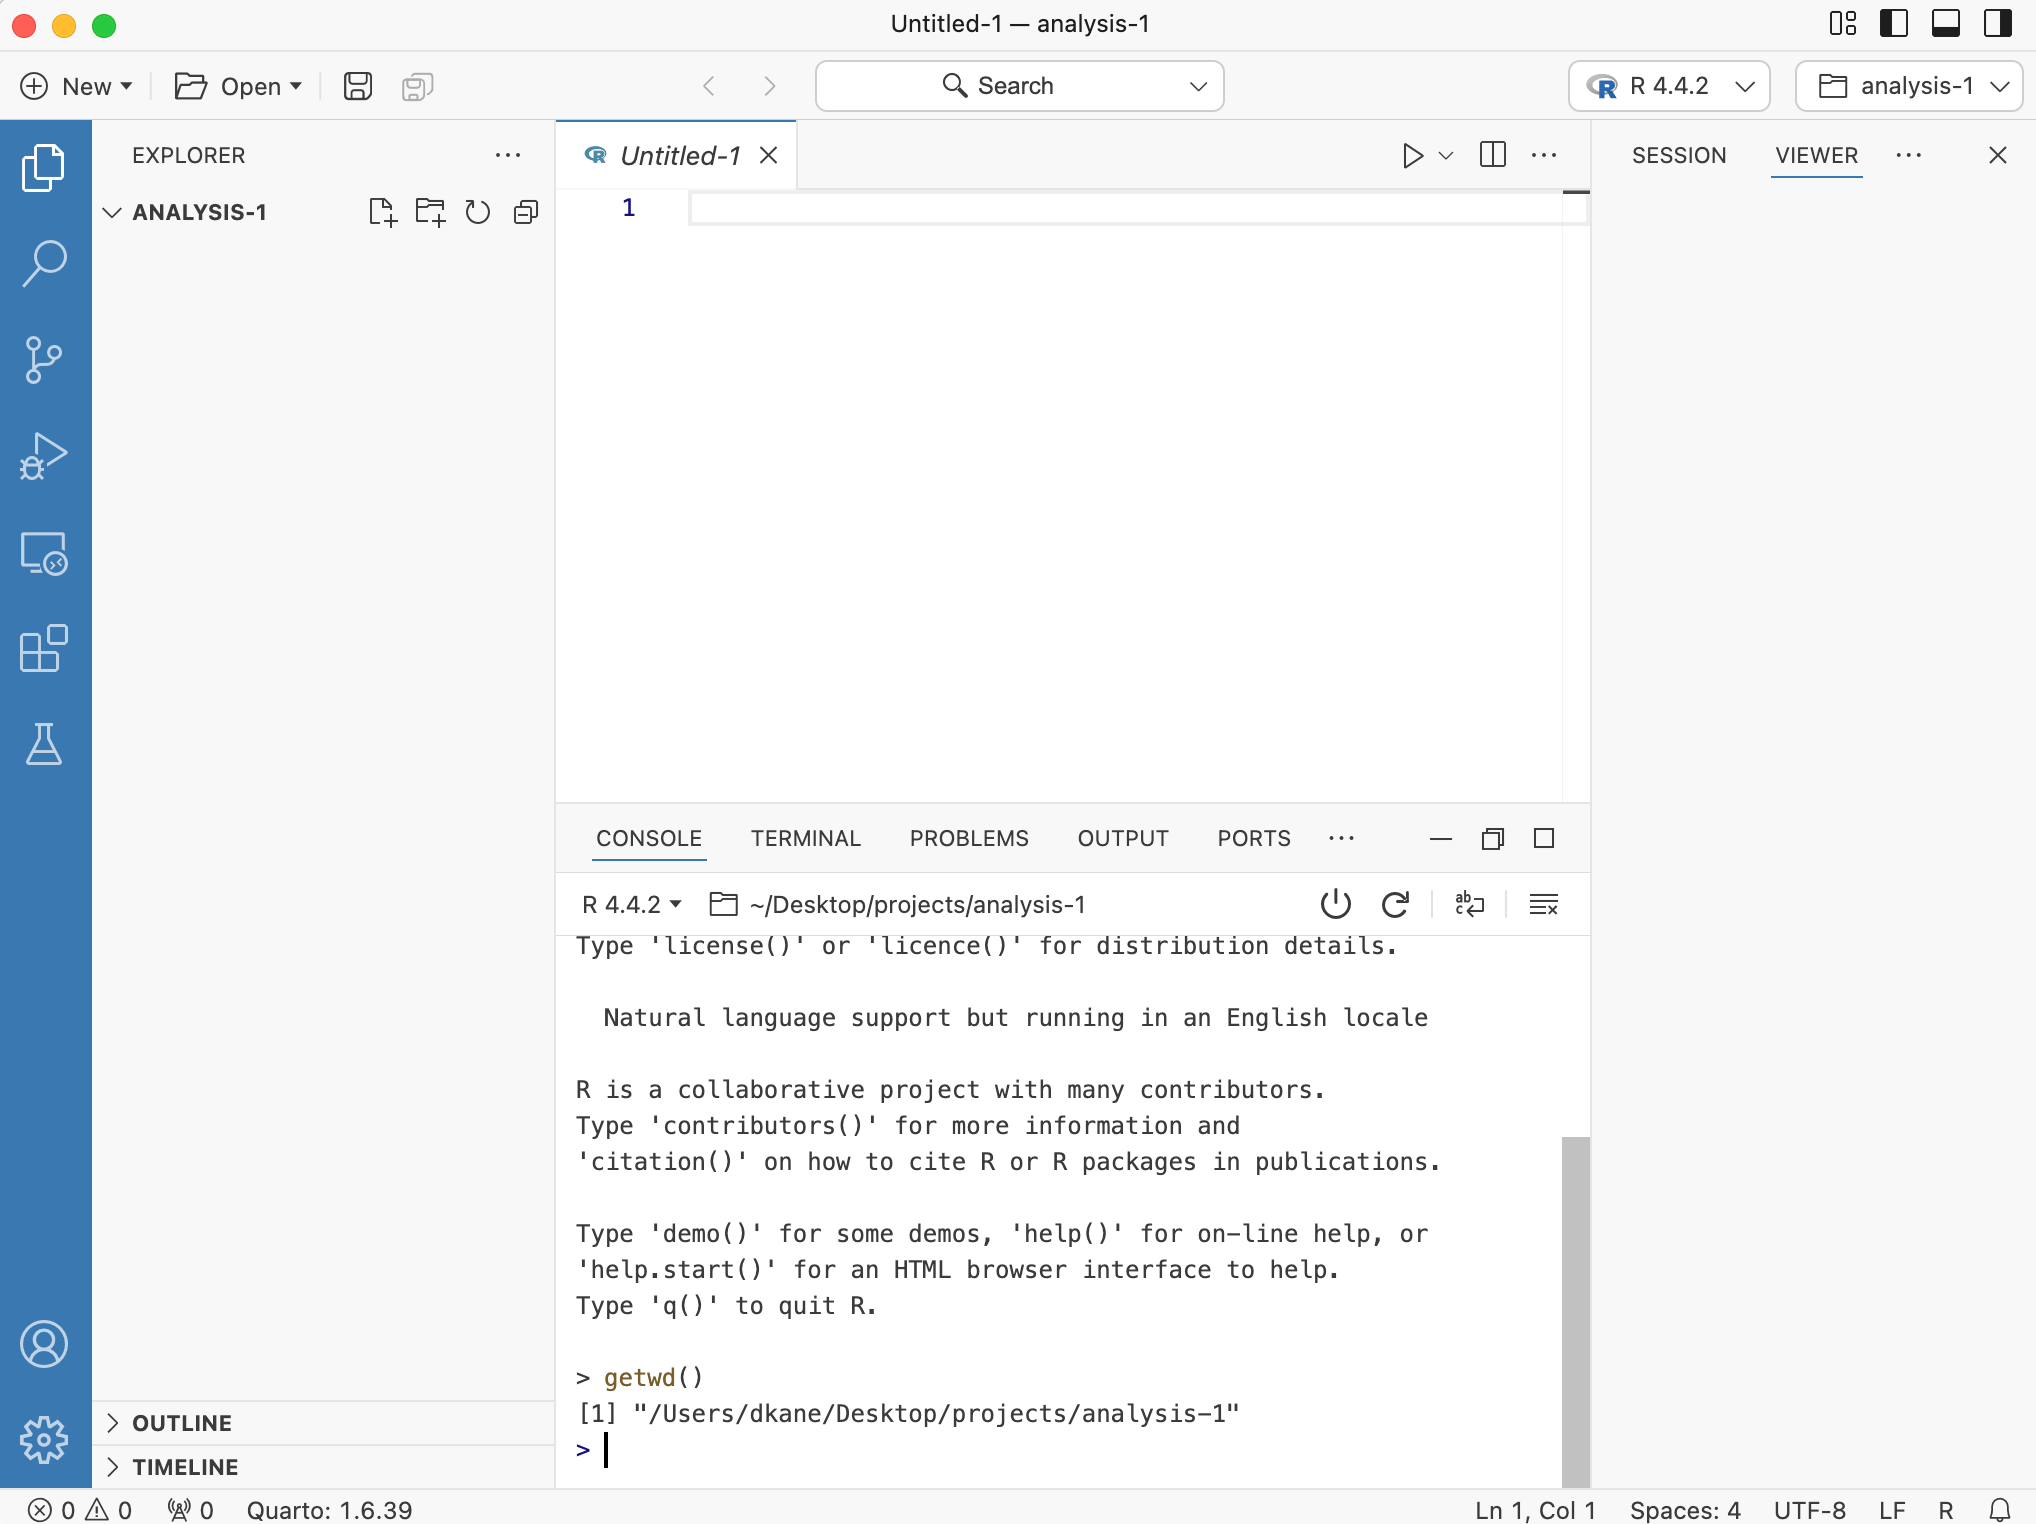 Untitled-1 — analysis-1
New
Open
Search
R 4.4.2
analysis-1
EXPLORER
ANALYSIS-1
OUTLINE
TIMELINE
Untitled-1
1
SESSION
VIEWER
CONSOLE
TERMINAL
PROBLEMS
OUTPUT
PORTS
R 4.4.2
~/Desktop/projects/analysis-1
Type 'license()' or 'licence()' for distribution details.
Natural language support but running in an English locale
R is a collaborative project with many contributors.
Type 'contributors()' for more information and
'citation()' on how to cite R or R packages in publications.
Type 'demo()' for some demos, 'help()' for on-line help, or
'help.start()' for an HTML browser interface to help.
Type 'q()' to quit R.
> getwd()
[1] "/Users/dkane/Desktop/projects/analysis-1"
>
0 0 0 Quarto: 1.6.39
Ln 1, Col 1 Spaces: 4 UTF-8 LF R